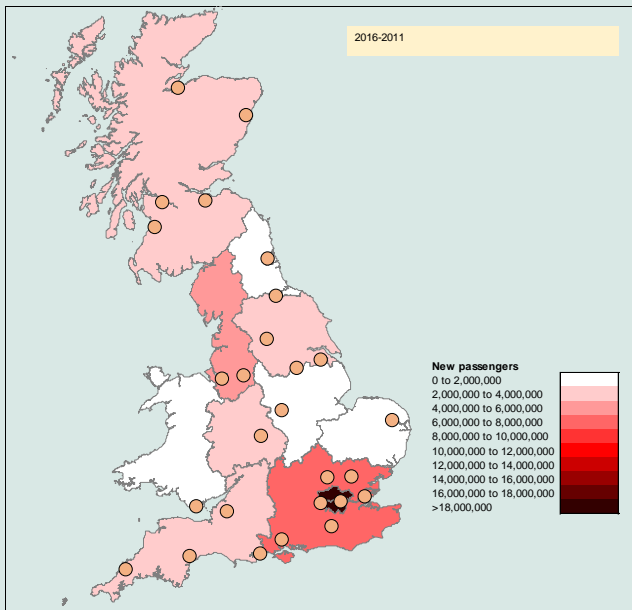 2016-2011
New passengers
0 to 2,000,000
2,000,000 to 4,000,000
4,000,000 to 6,000,000
6,000,000 to 8,000,000
8,000,000 to 10,000,000
10,000,000 to 12,000,000
12,000,000 to 14,000,000
14,000,000 to 16,000,000
16,000,000 to 18,000,000
>18,000,000